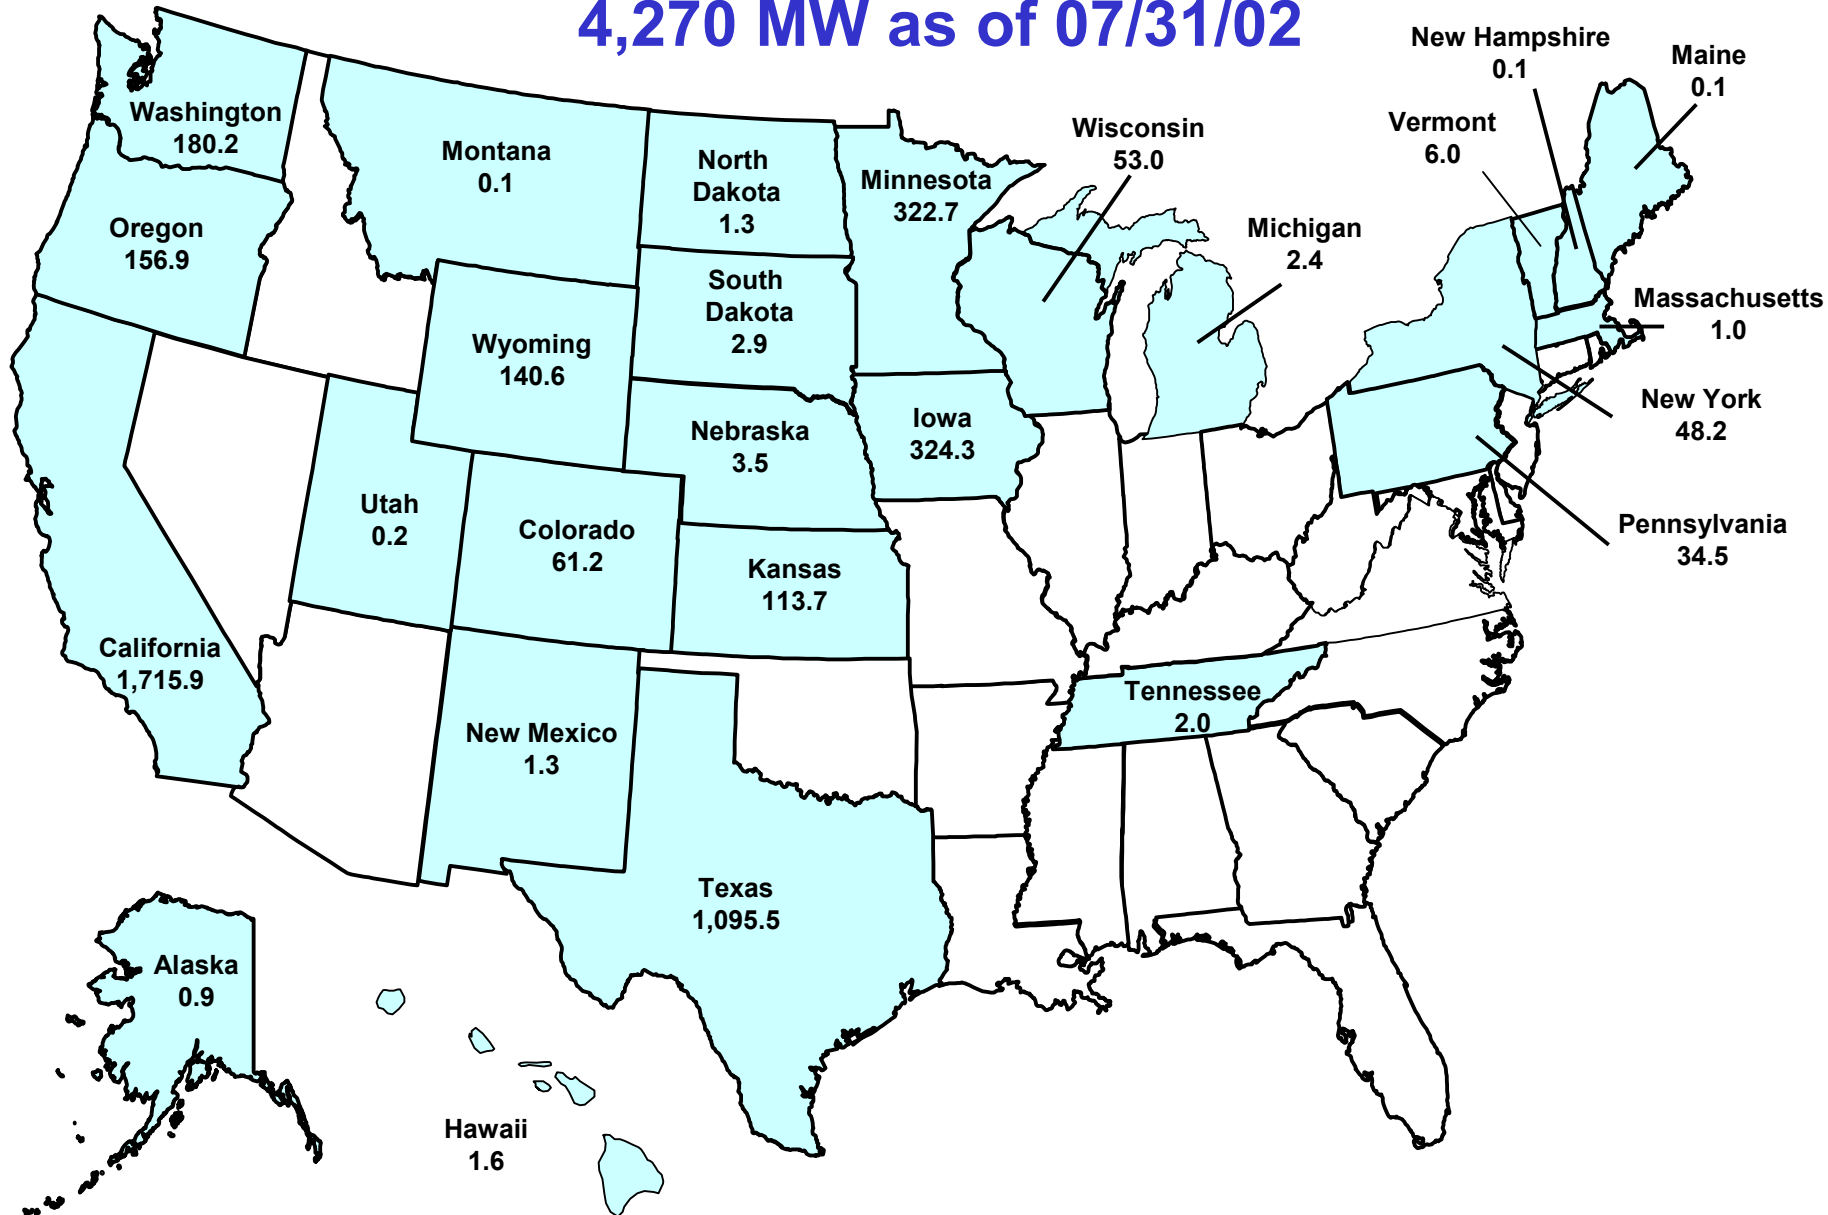 4,270 MW as of 07/31/02
New Hampshire
0.1
Maine
0.1
Washington
180.2
Montana
0.1
North
Dakota
1.3
Minnesota
322.7
Wisconsin
53.0
Vermont
6.0
Oregon
156.9
Michigan
2.4
South
Dakota
2.9
Massachusetts
1.0
Wyoming
140.6
New York
48.2
Nebraska
3.5
Iowa
324.3
Utah
0.2
Colorado
61.2
Pennsylvania
34.5
Kansas
113.7
California
1,715.9
Tennessee
2.0
New Mexico
1.3
Texas
1,095.5
Alaska
0.9
Hawaii
1.6